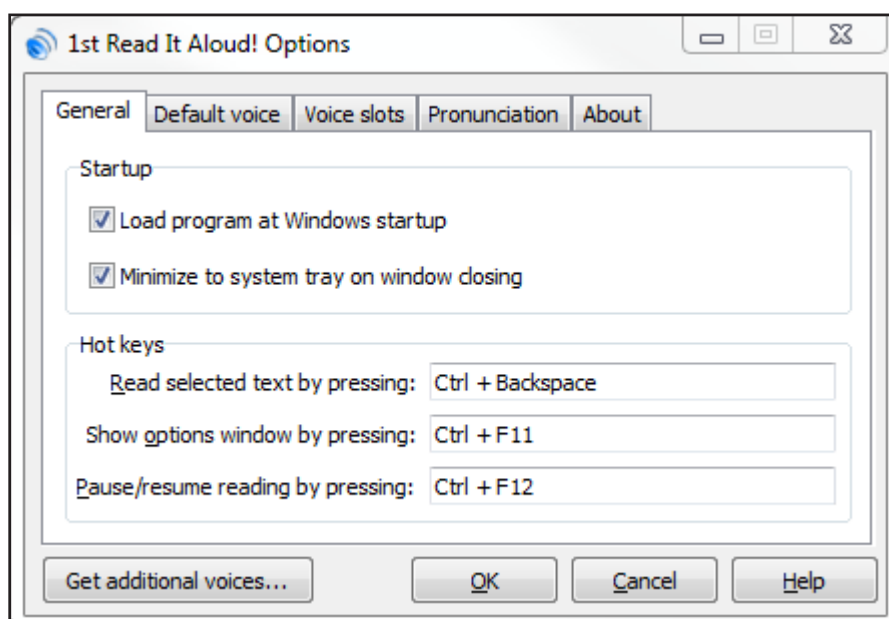 1st Read It Aloud! Options
General Default voice Voice slots Pronunciation About
Startup
Load program at Windows startup
Minimize to system tray on window closing
Hot keys
Read selected text by pressing: Ctrl + Backspace
Show options window by pressing: Ctrl + F11
Pause/resume reading by pressing: Ctrl + F12
Get additional voices... OK Cancel Help